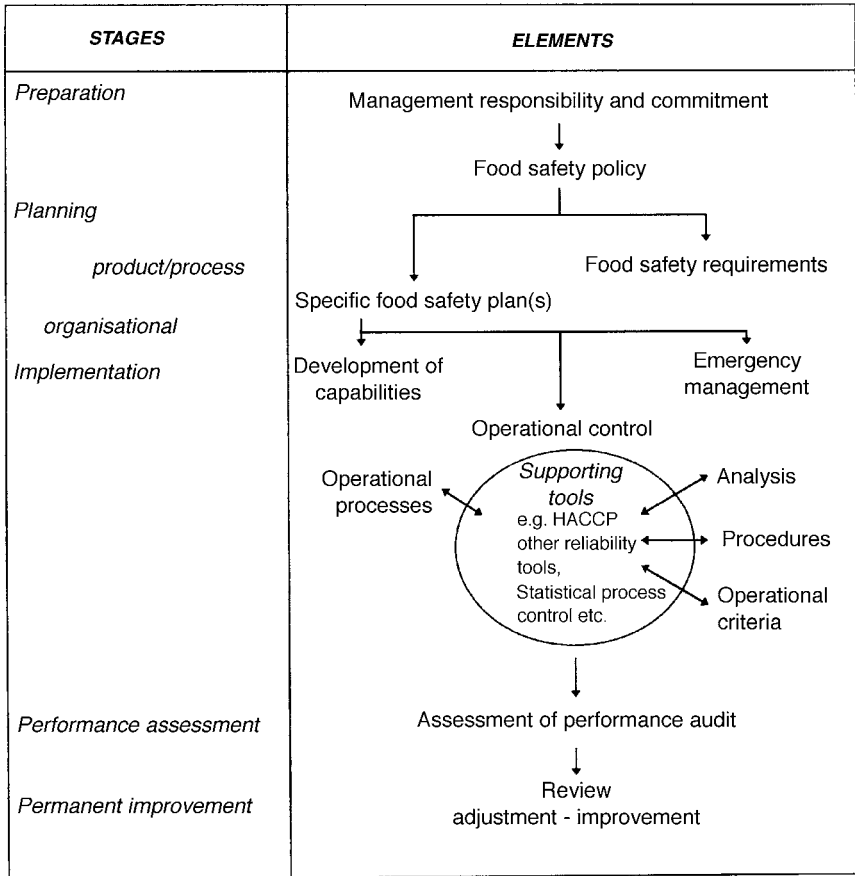 STAGES
ELEMENTS
Preparation
Management responsibility and commitment
Food safety policy
Planning
product/process
Food safety requirements
Specific food safety plan(s)
organisational
Implementation
Development of
capabilities
Emergency
management
Operational control
Operational
processes
Supporting
tools
e.g. HACCP
other reliability
tools,
Statistical process
control etc.
Analysis
Procedures
Operational
criteria
Performance assessment
Assessment of performance audit
Permanent improvement
Review
adjustment - improvement